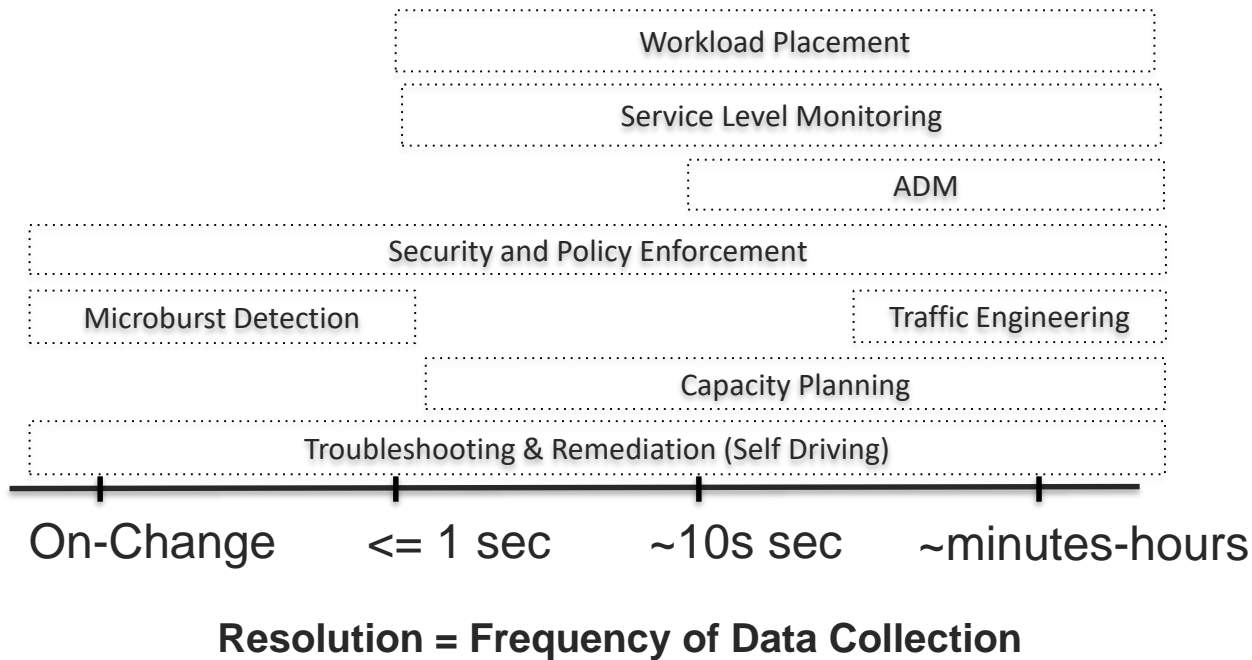 Workload Placement
Service Level Monitoring
ADM
Security and Policy Enforcement
Microburst Detection
Traffic Engineering
Capacity Planning
Troubleshooting & Remediation (Self Driving)
On-Change
<= 1 sec
~10s sec
~minutes-hours
Resolution = Frequency of Data Collection